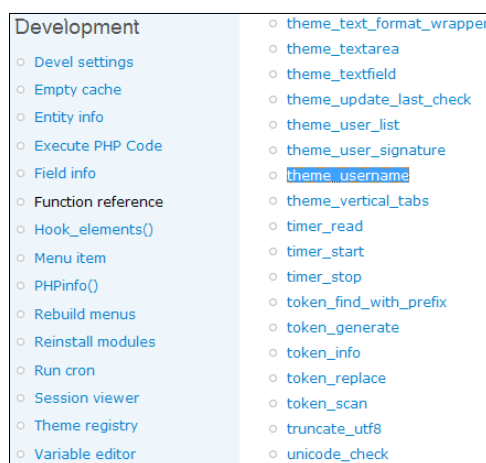 Development
Devel settings
Empty cache
Entity info
Execute PHP Code
Field info
Function reference
Hook_elements()
Menu item
PHPinfo()
Rebuild menus
Reinstall modules
Run cron
Session viewer
Theme registry
Variable editor
theme_text_format_wrapper
theme_textarea
theme_textfield
theme_update_last_check
theme_user_list
theme_user_signature
theme_username
theme_vertical_tabs
timer_read
timer_start
timer_stop
token_find_with_prefix
token_generate
token_info
token_replace
token_scan
truncate_utf8
unicode_check